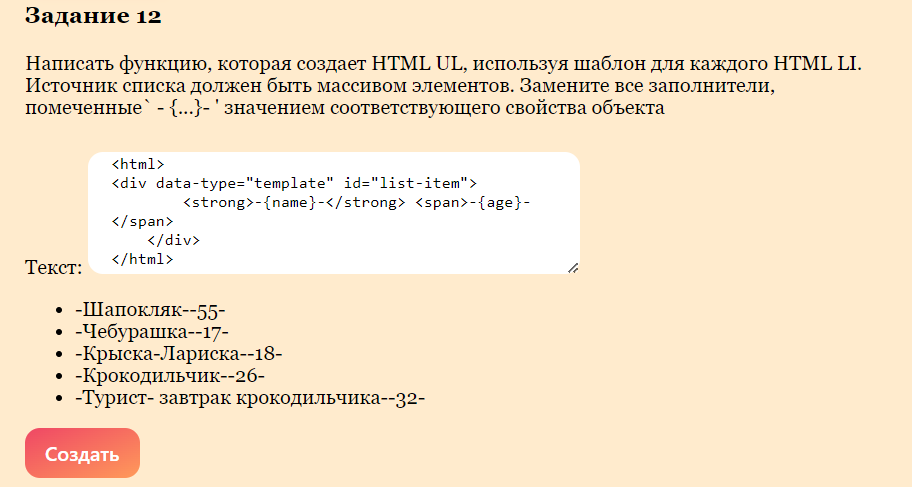 Задание 12
Написать функцию, которая создает HTML UL, используя шаблон для каждого HTML LI.
Источник списка должен быть массивом элементов. Замените все заполнители,
помеченные` - {...}- ' значением соответствующего свойства объекта
<html>
<div data-type="template" id="list-item">
<strong>-{name}-</strong> <span>-{age}-
</span>
</div>
</html>
Текст:
• -Шапокляк--55-
• -Чебурашка--17-
• -Крыска-Лариска--18-
• -Крокодильчик--26-
• -Турист- завтрак крокодильчика--32-
Создать